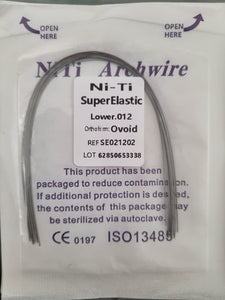 OPEN
HERE
OPEN
HERE
NiTi Archwire
Ni-Ti
SuperElastic
Lower.012
Ovoid
REF SE021202
LOT 62850653338
This product has been
packaged to reduce contamination.
If additional protection is desired,
the contents of this package may
be sterilized via autoclave.
CE 0197 ISO13485